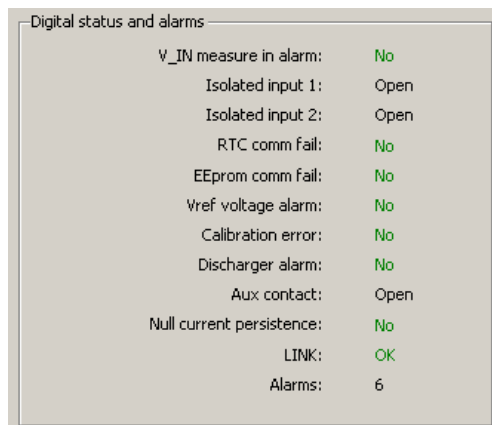 Digital status and alarms
V_IN measure in alarm: No
Isolated input 1: Open
Isolated input 2: Open
RTC comm fail: No
EEprom comm fail: No
Vref voltage alarm: No
Calibration error: No
Discharger alarm: No
Aux contact: Open
Null current persistence: No
LINK: OK
Alarms: 6